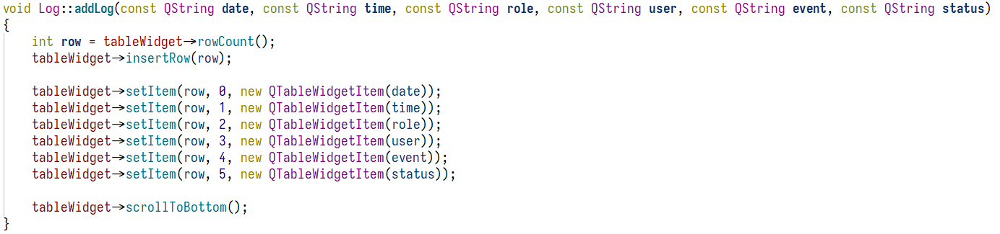 void Log::addLog(const QString date, const QString time, const QString role, const QString user, const QString event, const QString status)
{
    int row = tableWidget->rowCount();
    tableWidget->insertRow(row);

    tableWidget->setItem(row, 0, new QTableWidgetItem(date));
    tableWidget->setItem(row, 1, new QTableWidgetItem(time));
    tableWidget->setItem(row, 2, new QTableWidgetItem(role));
    tableWidget->setItem(row, 3, new QTableWidgetItem(user));
    tableWidget->setItem(row, 4, new QTableWidgetItem(event));
    tableWidget->setItem(row, 5, new QTableWidgetItem(status));

    tableWidget->scrollToBottom();
}